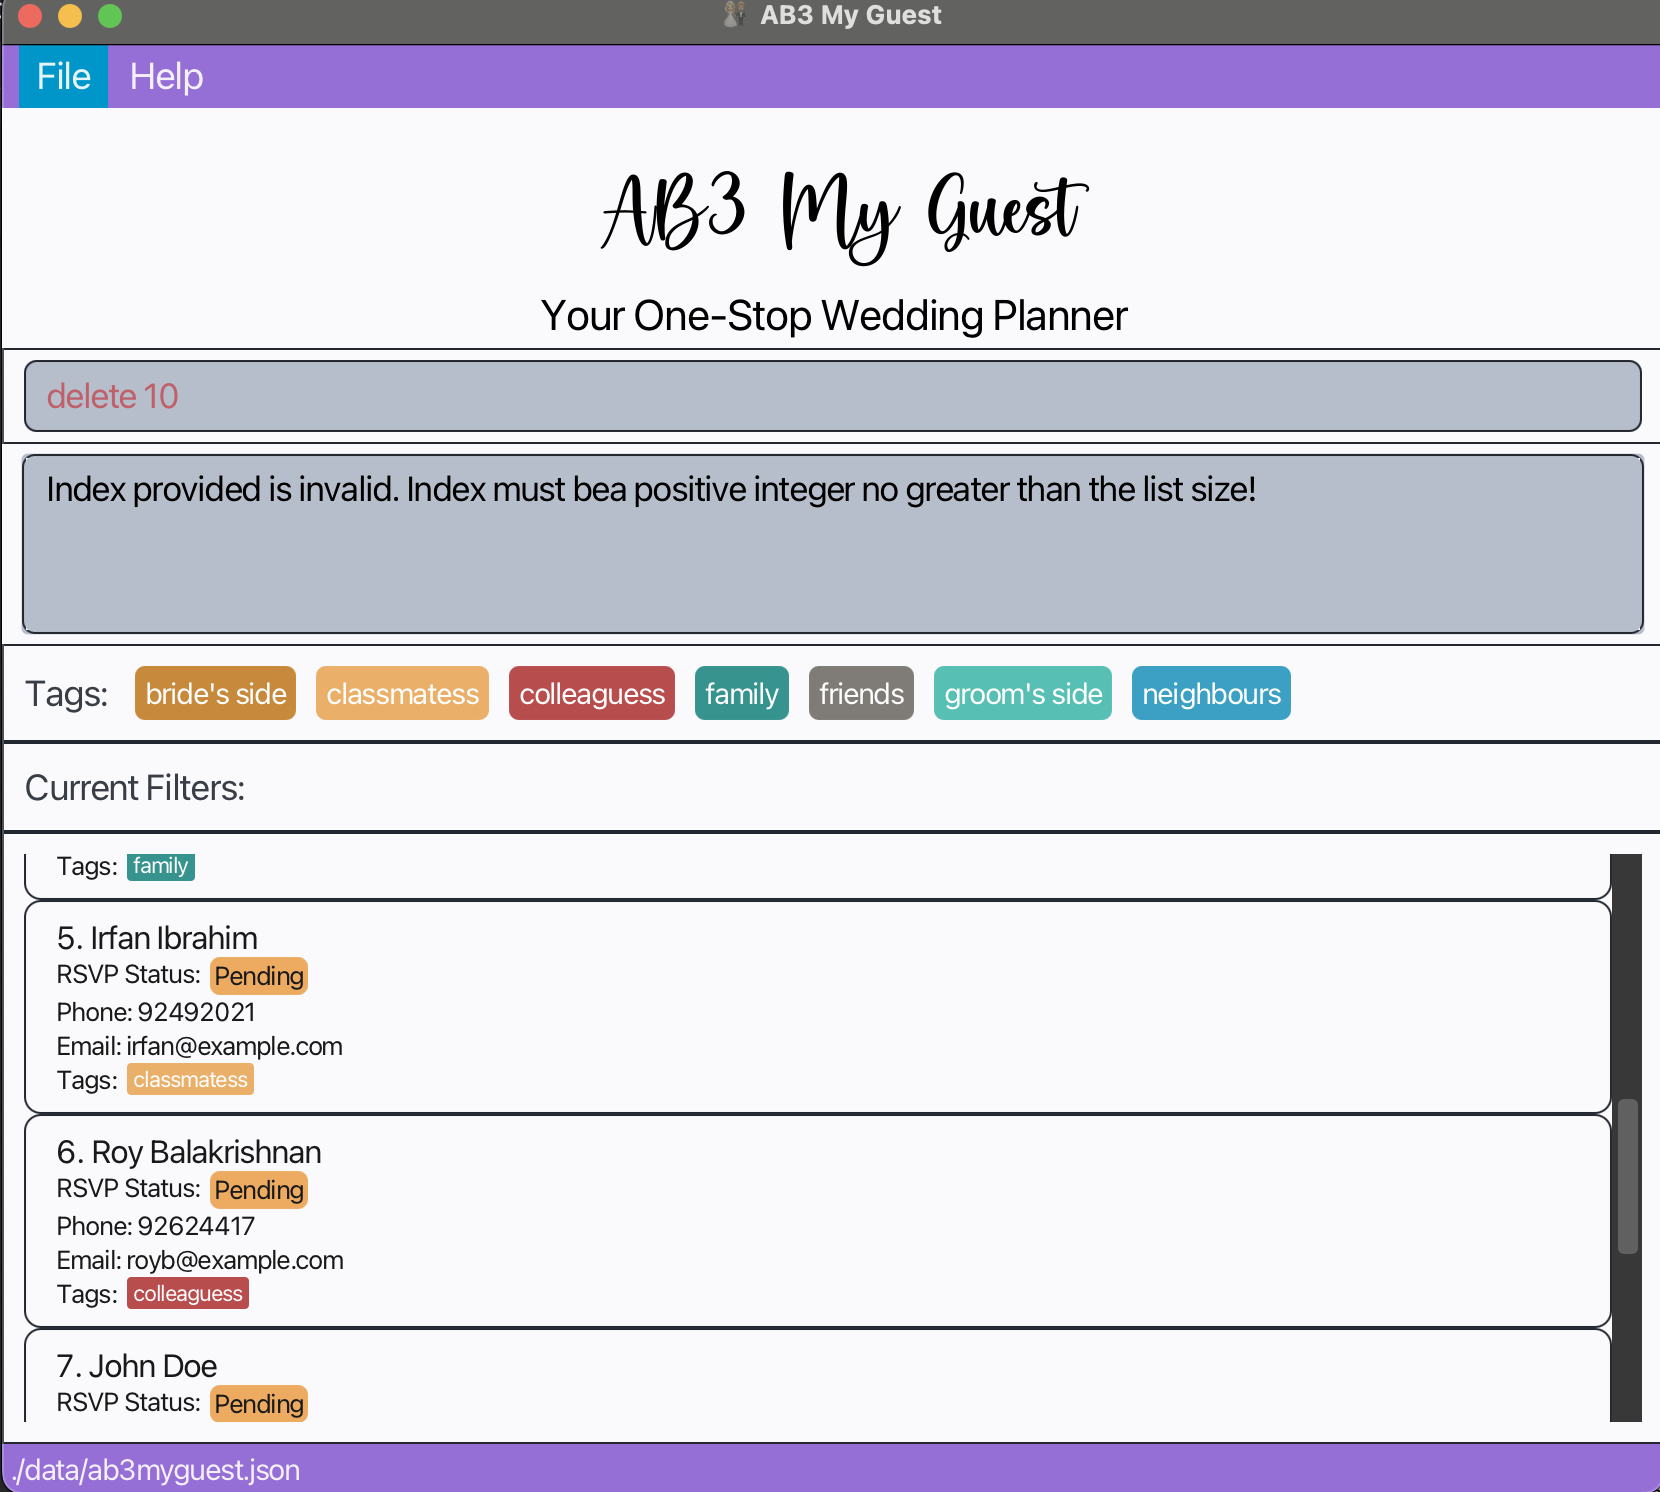 AB3 My Guest
File Help
AB3 My Guest
Your One-Stop Wedding Planner
delete 10
Index provided is invalid. Index must bea positive integer no greater than the list size!
Tags: bride's side classmatess colleaguess family friends groom's side neighbours
Current Filters:
Tags: family
5. Irfan Ibrahim
RSVP Status: Pending
Phone: 92492021
Email: irfan@example.com
Tags: classmatess
6. Roy Balakrishnan
RSVP Status: Pending
Phone: 92624417
Email: royb@example.com
Tags: colleaguess
7. John Doe
RSVP Status: Pending
./data/ab3myguest.json